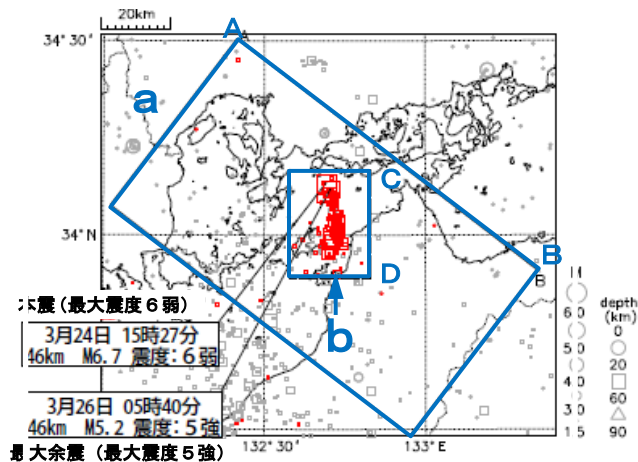 20km
34°30'
A
A
a
C
34°N
B
B
D
b
本震(最大震度6弱)
3月24日 15時27分
46km M6.7 震度:6弱
3月26日 05時40分
46km M5.2 震度:5強
最大余震(最大震度5強)
132°30'
133°E
M
6.0
5.0
4.0
3.0
1.5
depth
(km)
0
20
60
90